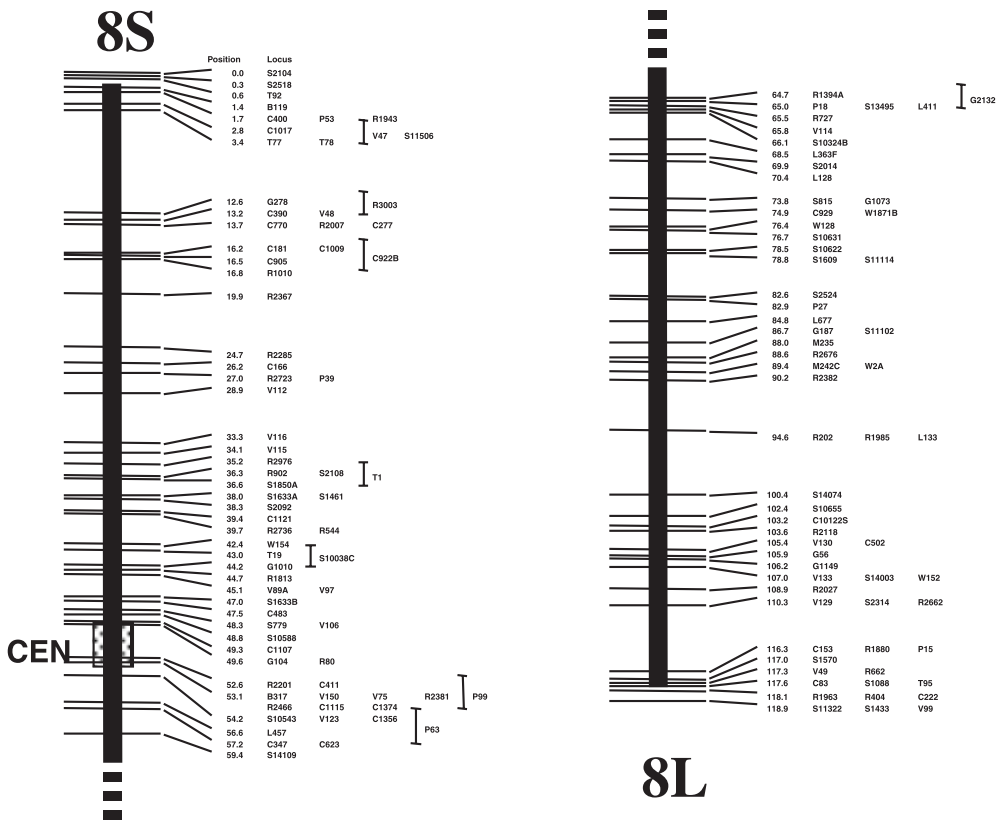 8S
Position Locus
0.0 S2104
0.3 S2518
0.6 T92
1.4 B119
1.7 C400 P53 R1943
2.8 C1017 V47 S11506
3.4 T77 T78
12.6 G278 R3003
13.2 C390 V48
13.7 C770 R2007 C277
16.2 C181 C1009
16.5 C905 C922B
16.8 R1010
19.9 R2367
24.7 R2285
26.2 C166
27.0 R2723 P39
28.9 V112
33.3 V116
34.1 V115
35.2 R2976
36.3 R902 S2108 T1
36.6 S1850A
38.0 S1633A S1461
38.3 S2092
39.4 C1121
39.7 R2736 R544
42.4 W154
43.0 T19 S10038C
44.2 G1010
44.7 R1813
45.1 V89A V97
47.0 S1633B
47.5 C483
48.3 S779 V106
48.8 S10588
49.3 C1107
49.6 G104 R80
CEN
52.6 R2201 C411
53.1 B317 V150 V75 R2381 P99
R2466 C1115 C1374
54.2 S10543 V123 C1356
56.6 L457 P63
57.2 C347 C623
59.4 S14109
64.7 R1394A G2132
65.0 P18 S13495 L411
65.5 R727
65.8 V114
66.1 S10324B
68.5 L363F
69.9 S2014
70.4 L128
73.8 S815 G1073
74.9 C929 W1871B
76.4 W128
76.7 S10631
78.5 S10622
78.8 S1609 S11114
82.6 S2524
82.9 P27
84.8 L677
86.7 G187 S11102
88.0 M235
88.6 R2676
89.4 M242C W2A
90.2 R2382
94.6 R202 R1985 L133
100.4 S14074
102.4 S10655
103.2 C10122S
103.6 R2118
105.4 V130 C502
105.9 G56
106.2 G1149
107.0 V133 S14003 W152
108.9 R2027
110.3 V129 S2314 R2662
116.3 C153 R1880 P15
117.0 S1570
117.3 V49 R662
117.6 C83 S1088 T95
118.1 R1963 R404 C222
118.9 S11322 S1433 V99
8L